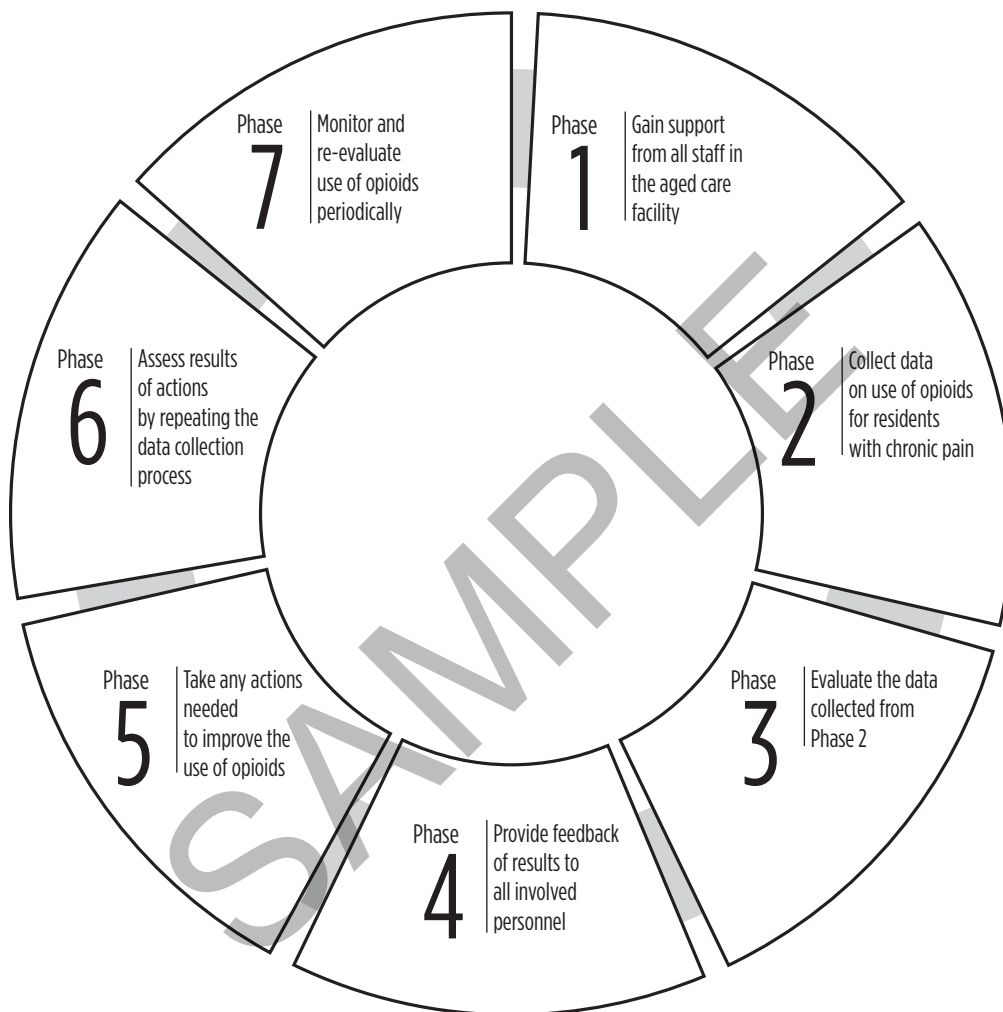 Phase
1
Gain support
from all staff in
the aged care
facility
Phase
2
Collect data
on use of opioids
for residents
with chronic pain
Phase
3
Evaluate the data
collected from
Phase 2
Phase
4
Provide feedback
of results to
all involved
personnel
Phase
5
Take any actions
needed
to improve the
use of opioids
Phase
6
Assess results
of actions
by repeating the
data collection
process
Phase
7
Monitor and
re-evaluate
use of opioids
periodically
SAMPLE